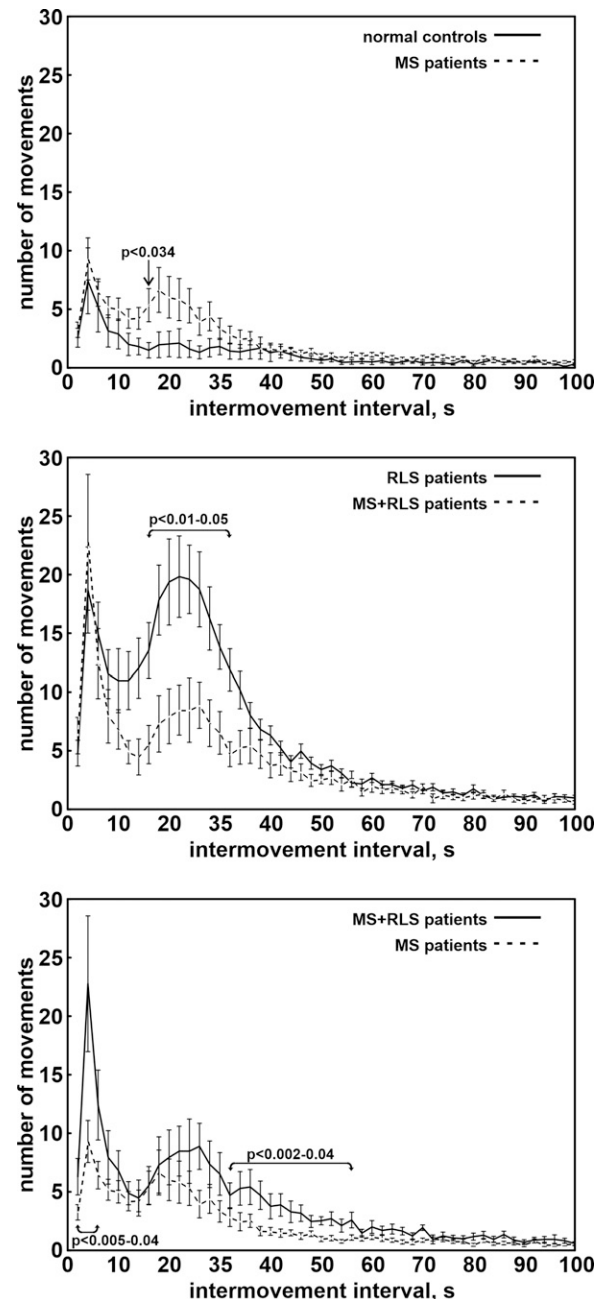 30
normal controls
MS patients
25
20
15
p<0.034
10
5
0
number of movements
0 10 20 35 40 50 60 70 80 90 100
intermovement interval, s
30
RLS patients
MS+RLS patients
25
p<0.01-0.05
20
15
10
5
0
number of movements
0 10 20 35 40 50 60 70 80 90 100
intermovement interval, s
30
MS+RLS patients
MS patients
25
20
15
10
p<0.002-0.04
5
p<0.005-0.04
0
number of movements
0 10 20 35 40 50 60 70 80 90 100
intermovement interval, s